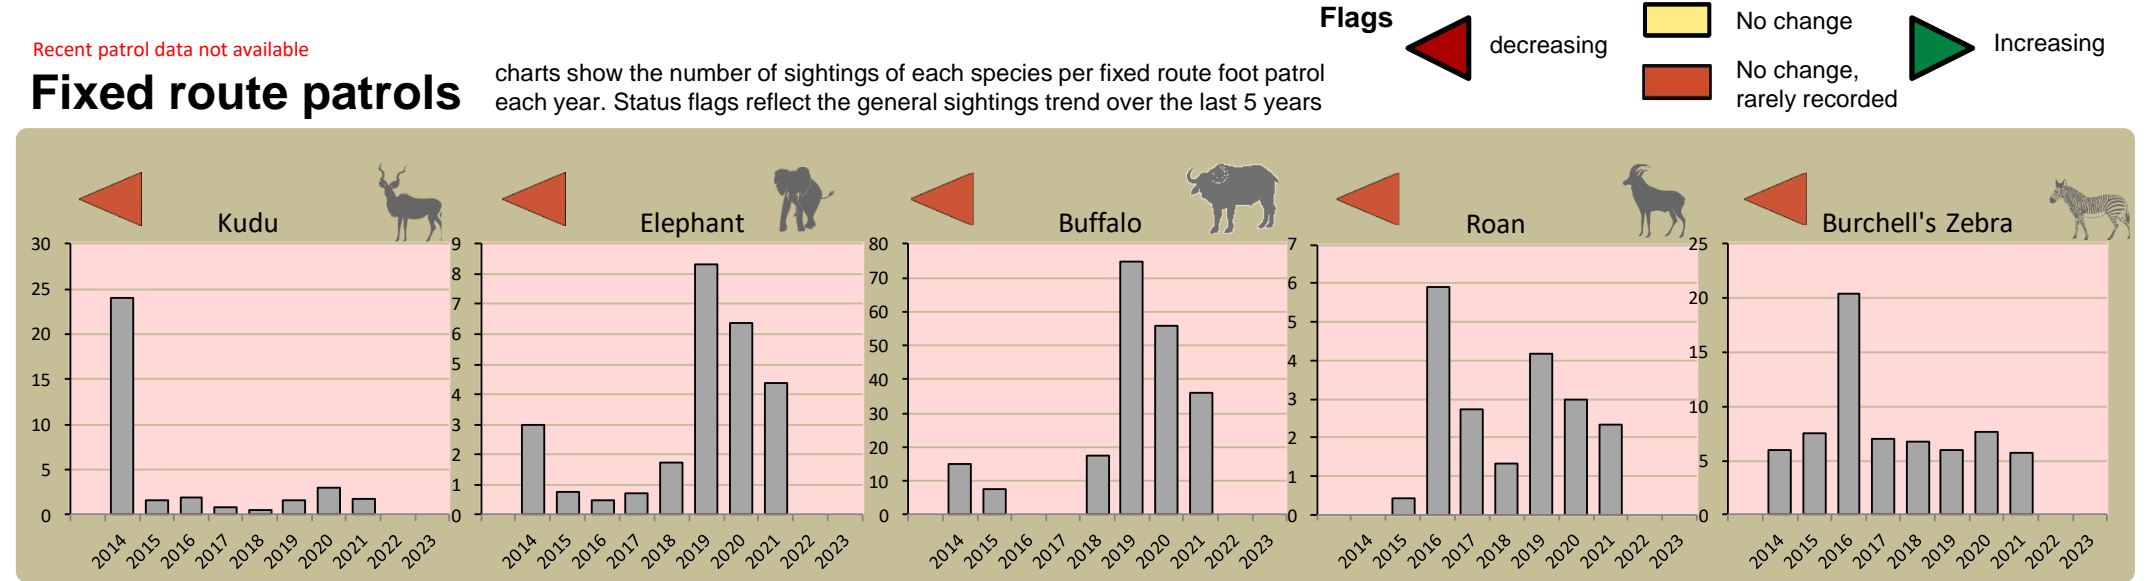 Flags
decreasing
No change
Increasing
No change,
rarely recorded
Recent patrol data not available
Fixed route patrols
charts show the number of sightings of each species per fixed route foot patrol
each year. Status flags reflect the general sightings trend over the last 5 years
Kudu
30
25
20
15
10
5
0
2014 2015 2016 2017 2018 2019 2020 2021 2022 2023
Elephant
9
8
7
6
5
4
3
2
1
0
2014 2015 2016 2017 2018 2019 2020 2021 2022 2023
Buffalo
80
70
60
50
40
30
20
10
0
2014 2015 2016 2017 2018 2019 2020 2021 2022 2023
Roan
7
6
5
4
3
2
1
0
2014 2015 2016 2017 2018 2019 2020 2021 2022 2023
Burchell's Zebra
25
20
15
10
5
0
2014 2015 2016 2017 2018 2019 2020 2021 2022 2023